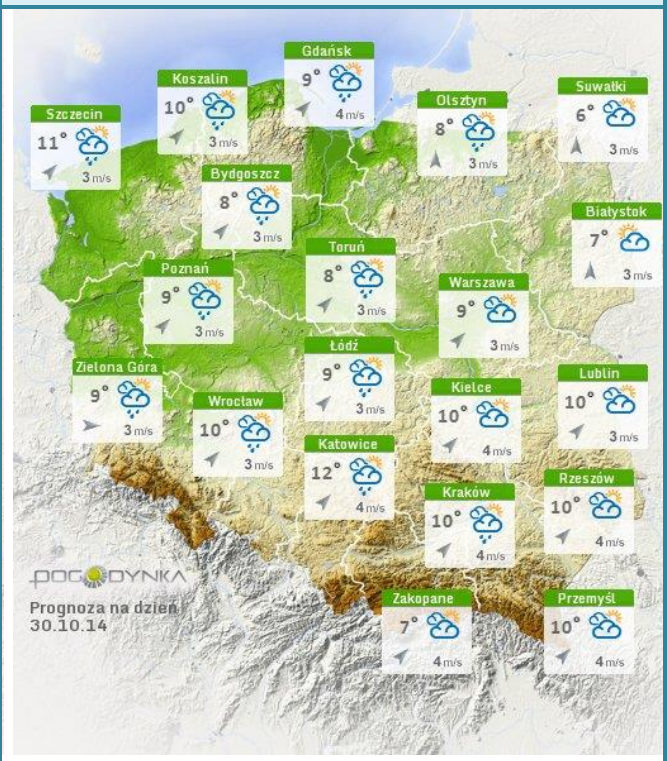 Gdańsk
9°
4 m/s
Koszalin
10°
3 m/s
Suwałki
6°
3 m/s
Olsztyn
8°
3 m/s
Szczecin
11°
3 m/s
Bydgoszcz
8°
3 m/s
Białystok
7°
3 m/s
Toruń
8°
3 m/s
Poznań
9°
3 m/s
Warszawa
9°
3 m/s
Łódź
9°
3 m/s
Zielona Góra
9°
3 m/s
Lublin
10°
3 m/s
Kielce
10°
4 m/s
Wrocław
10°
3 m/s
Katowice
12°
4 m/s
Rzeszów
10°
4 m/s
Kraków
10°
4 m/s
POGODYNKA
Prognoza na dzień
30.10.14
Zakopane
7°
4 m/s
Przemyśl
10°
4 m/s